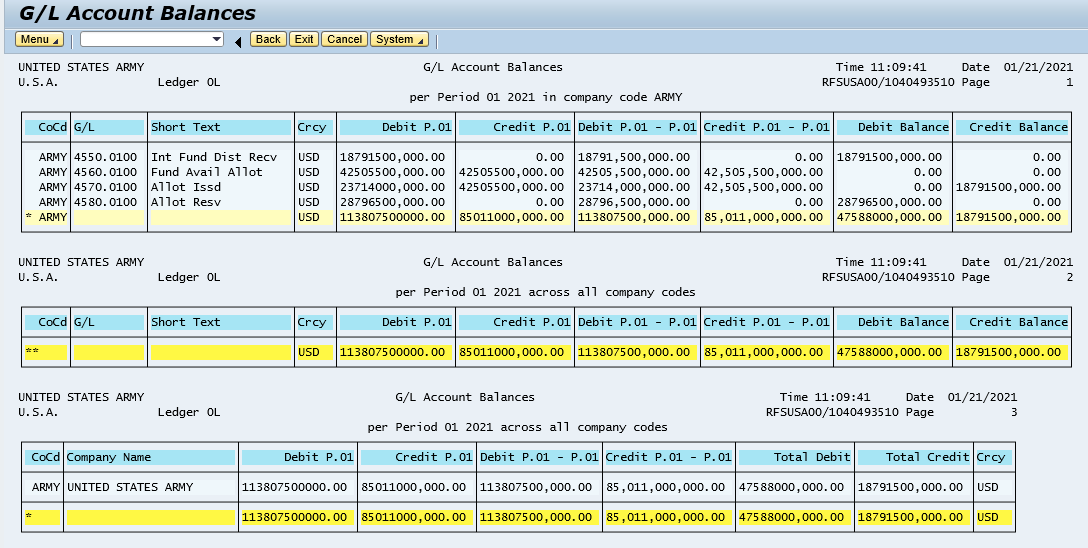 G/L Account Balances
Menu Back Exit Cancel System
UNITED STATES ARMY G/L Account Balances Time 11:09:41 Date 01/21/2021
U.S.A. Ledger 0L RFSUSA00/1040493510 Page 1
per Period 01 2021 in company code ARMY
CoCd G/L Short Text Crcy Debit P.01 Credit P.01 Debit P.01 - P.01 Credit P.01 - P.01 Debit Balance Credit Balance
ARMY 4550.0100 Int Fund Dist Recv USD 18791500,000.00 0.00 18791,500,000.00 0.00 18791500,000.00 0.00
ARMY 4560.0100 Fund Avail Allot USD 42505500,000.00 42505500,000.00 42505,500,000.00 42,505,500,000.00 0.00 0.00
ARMY 4570.0100 Allot Issd USD 23714000,000.00 42505500,000.00 23714,000,000.00 42,505,500,000.00 0.00 18791500,000.00
ARMY 4580.0100 Allot Resv USD 28796500,000.00 0.00 28796,500,000.00 0.00 28796500,000.00 0.00
* ARMY USD 113807500000.00 85011000,000.00 113807,500,000.00 85,011,000,000.00 47588000,000.00 18791500,000.00
UNITED STATES ARMY G/L Account Balances Time 11:09:41 Date 01/21/2021
U.S.A. Ledger 0L RFSUSA00/1040493510 Page 2
per Period 01 2021 across all company codes
CoCd G/L Short Text Crcy Debit P.01 Credit P.01 Debit P.01 - P.01 Credit P.01 - P.01 Debit Balance Credit Balance
** USD 113807500000.00 85011000,000.00 113807,500,000.00 85,011,000,000.00 47588000,000.00 18791500,000.00
UNITED STATES ARMY G/L Account Balances Time 11:09:41 Date 01/21/2021
U.S.A. Ledger 0L RFSUSA00/1040493510 Page 3
per Period 01 2021 across all company codes
CoCd Company Name Debit P.01 Credit P.01 Debit P.01 - P.01 Credit P.01 - P.01 Total Debit Total Credit Crcy
ARMY UNITED STATES ARMY 113807500000.00 85011000,000.00 113807,500,000.00 85,011,000,000.00 47588000,000.00 18791500,000.00 USD
* 113807500000.00 85011000,000.00 113807,500,000.00 85,011,000,000.00 47588000,000.00 18791500,000.00 USD